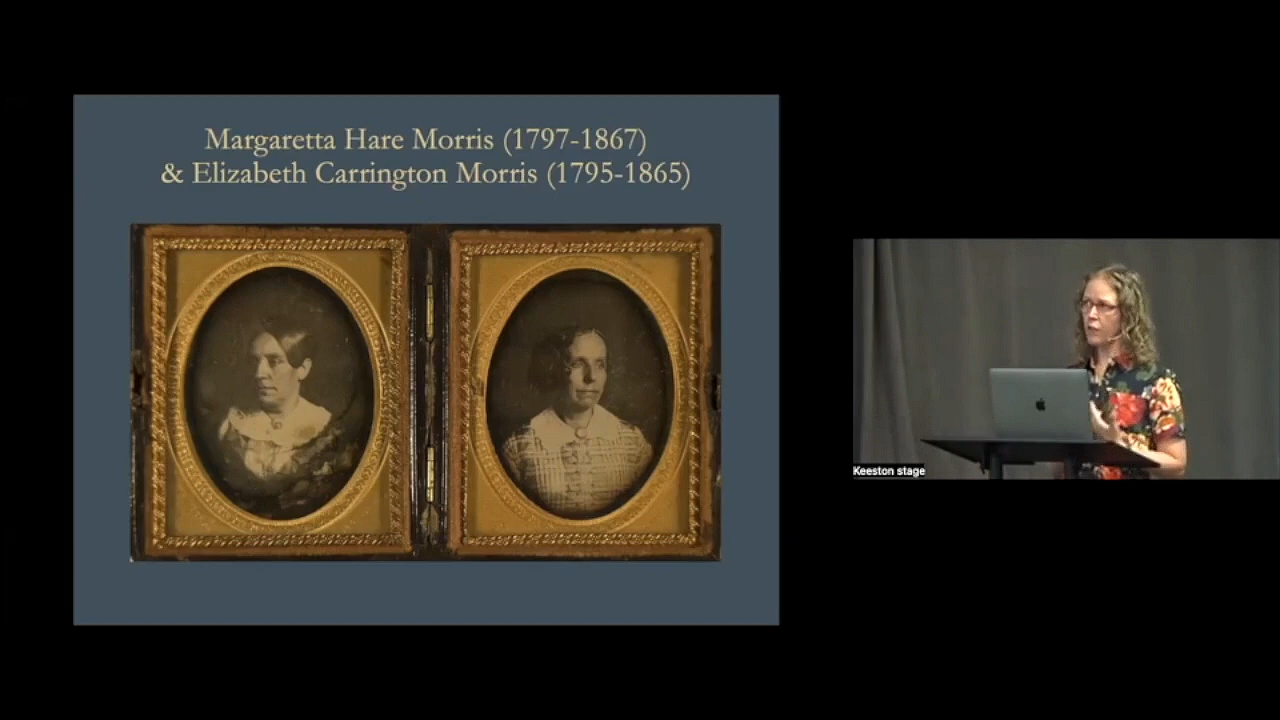 Margaretta Hare Morris (1797-1867)
& Elizabeth Carrington Morris (1795-1865)
Keeston stage